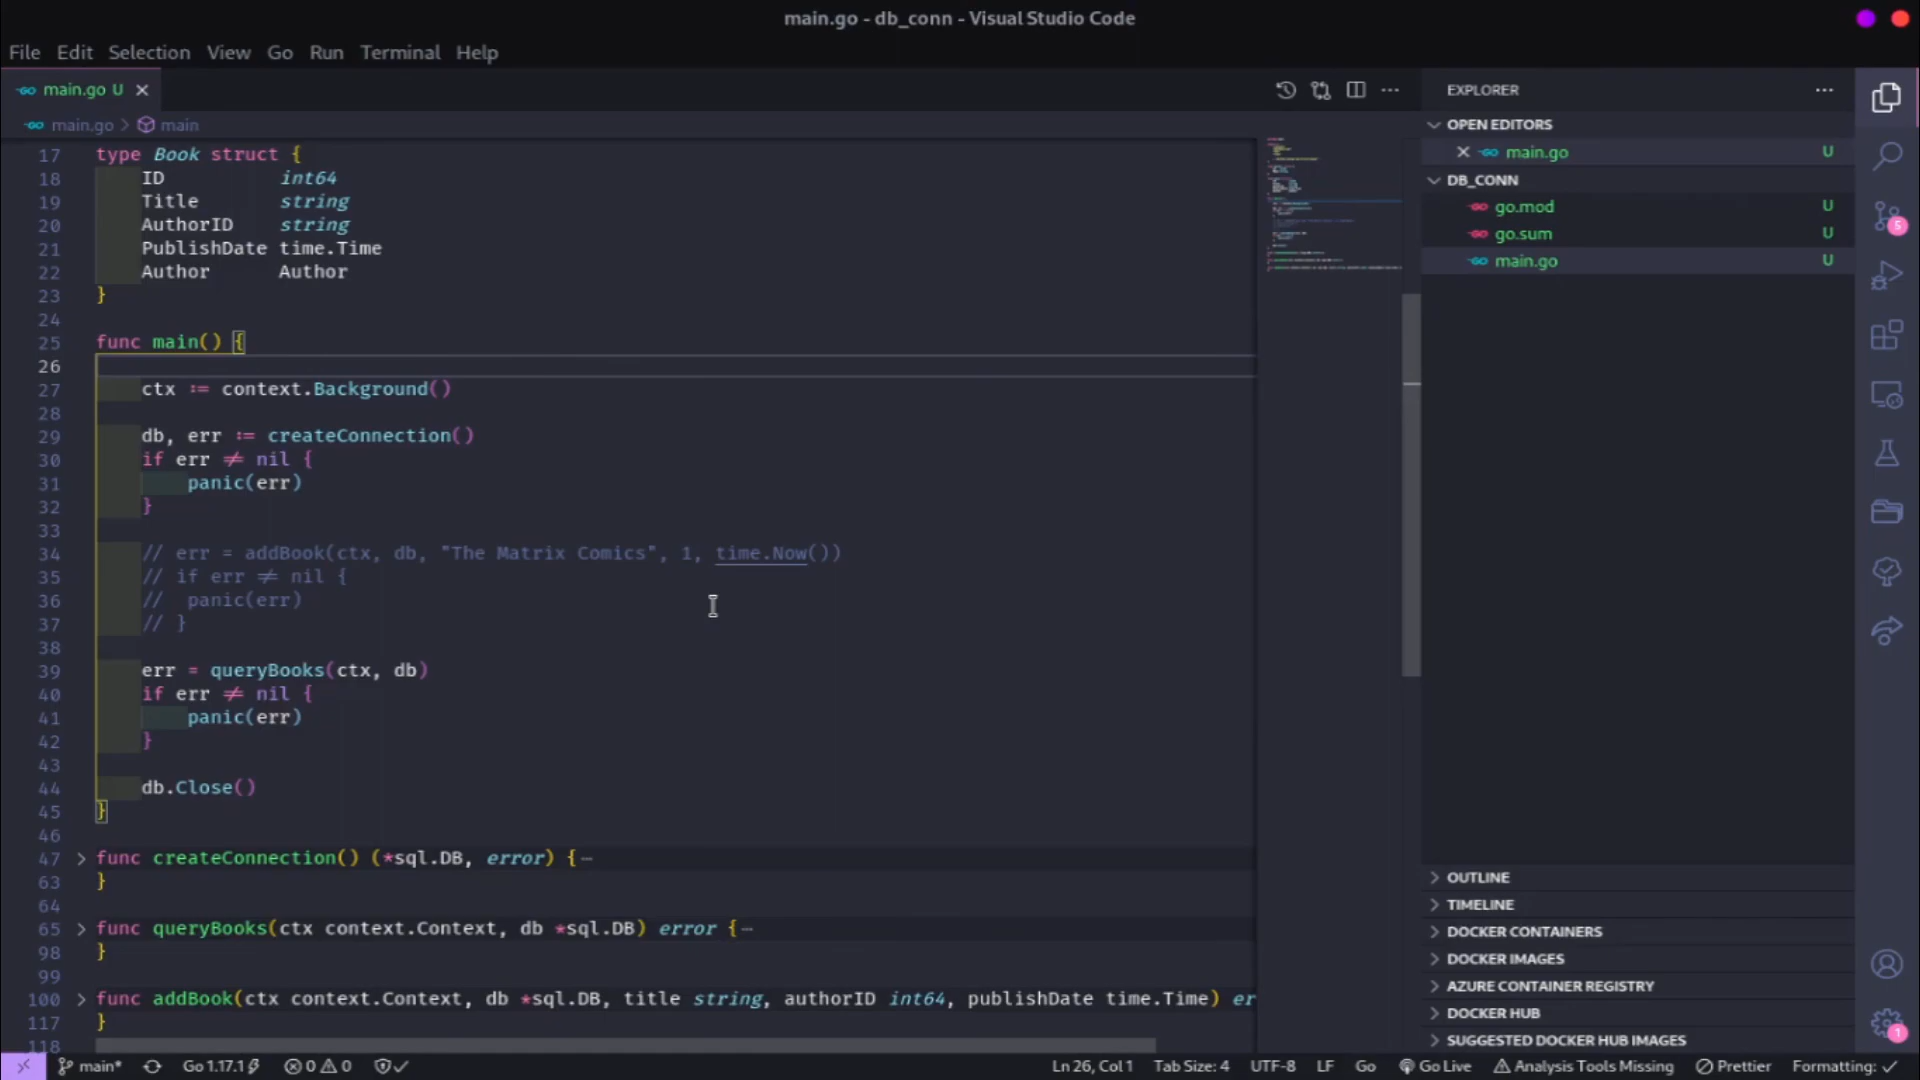 main.go - db_conn - Visual Studio Code
File Edit Selection View Go Run Terminal Help
main.go U
main.go > main
17 type Book struct {
18 ID int64
19 Title string
20 AuthorID string
21 PublishDate time.Time
22 Author Author
23 }
24
25 func main() {
26
27 ctx := context.Background()
28
29 db, err := createConnection()
30 if err ≠ nil {
31 panic(err)
32 }
33
34 // err = addBook(ctx, db, "The Matrix Comics", 1, time.Now())
35 // if err ≠ nil {
36 // panic(err)
37 // }
38
39 err = queryBooks(ctx, db)
40 if err ≠ nil {
41 panic(err)
42 }
43
44 db.Close()
45 }
46
47 func createConnection() (*sql.DB, error) {
63 }
64
65 func queryBooks(ctx context.Context, db *sql.DB) error {
98 }
99
100 func addBook(ctx context.Context, db *sql.DB, title string, authorID int64, publishDate time.Time) er
117 }
118
EXPLORER
OPEN EDITORS
main.go U
DB_CONN
go.mod U
go.sum U
main.go U
OUTLINE
TIMELINE
DOCKER CONTAINERS
DOCKER IMAGES
AZURE CONTAINER REGISTRY
DOCKER HUB
SUGGESTED DOCKER HUB IMAGES
5
1
main* Go 1.17.1 0 0 Ln 26, Col 1 Tab Size: 4 UTF-8 LF Go Go Live Analysis Tools Missing Prettier Formatting: ✓